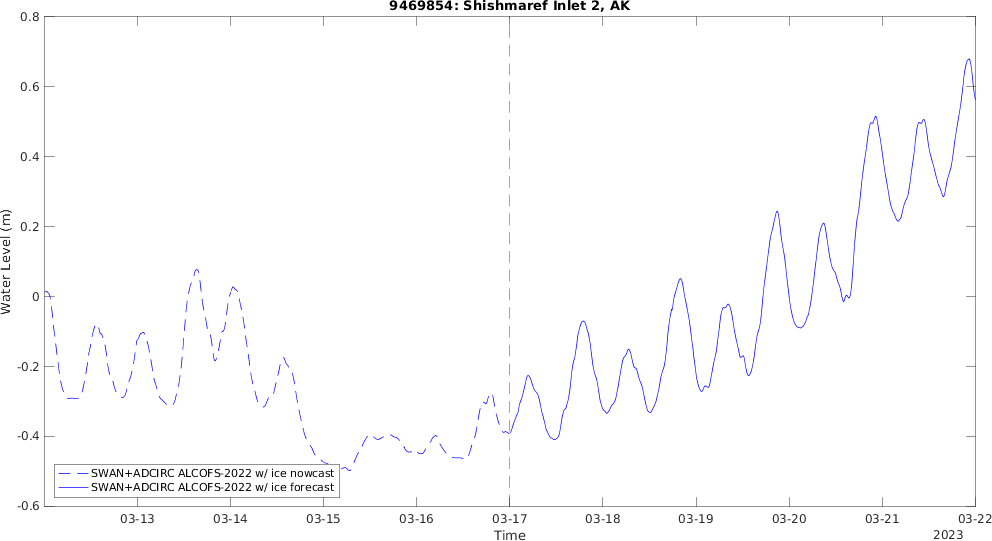 9469854: Shishmaref Inlet 2, AK
0.8
0.6
0.4
0.2
0
-0.2
-0.4
-0.6
Water Level (m)
SWAN+ADCIRC ALCOFS-2022 w/ ice nowcast
SWAN+ADCIRC ALCOFS-2022 w/ ice forecast
03-13 03-14 03-15 03-16 03-17 03-18 03-19 03-20 03-21 03-22
Time
2023